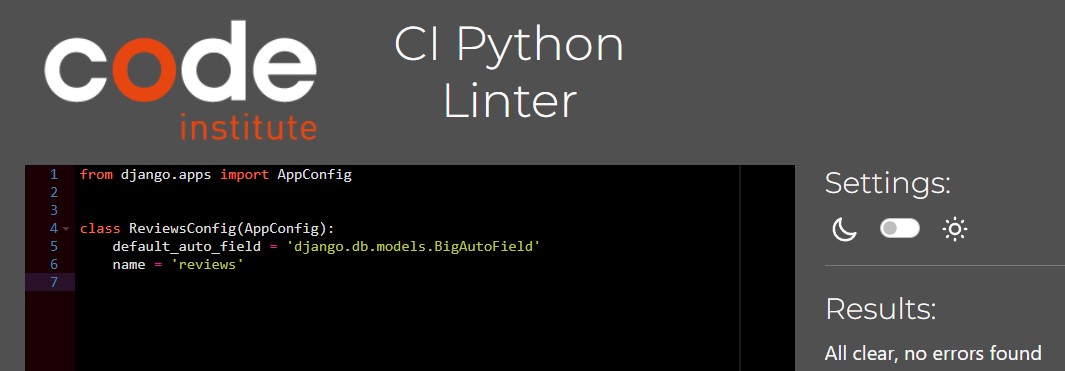 code
institute
CI Python
Linter
1 from django.apps import AppConfig
2
3
4 class ReviewsConfig(AppConfig):
5     default_auto_field = 'django.db.models.BigAutoField'
6     name = 'reviews'
7
Settings:
Results:
All clear, no errors found